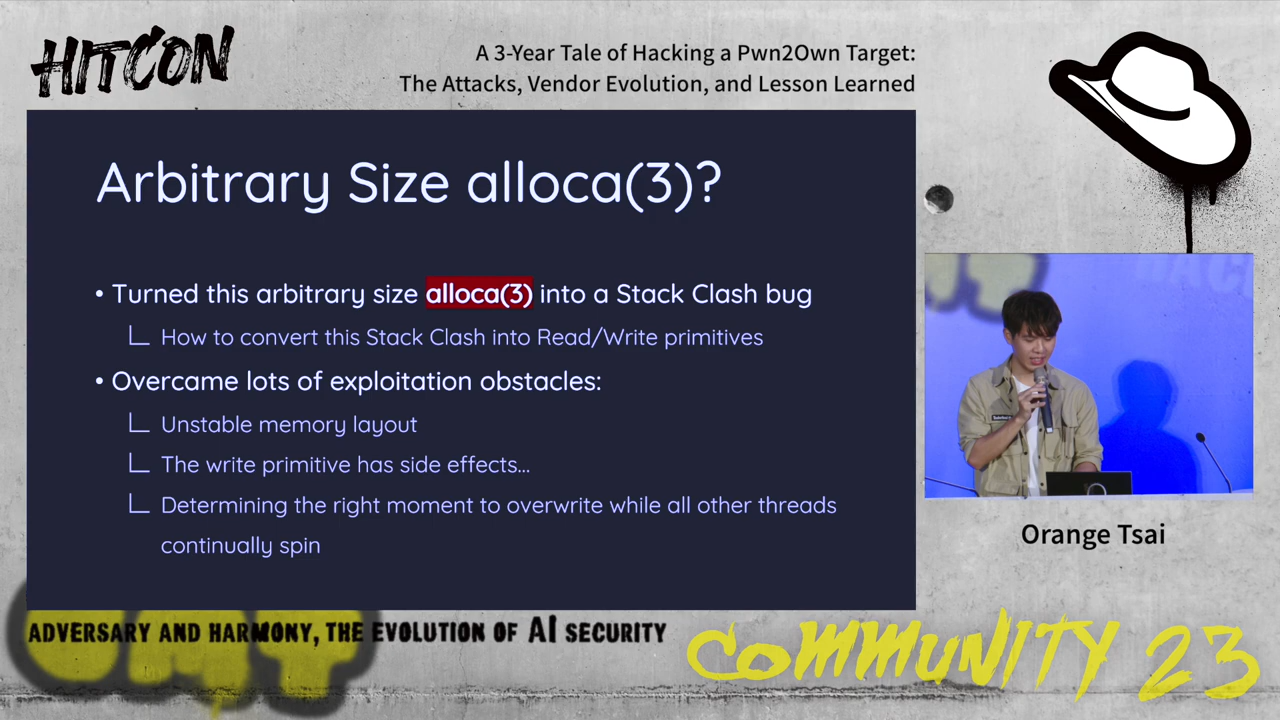 HITCON
A 3-Year Tale of Hacking a Pwn2Own Target:
The Attacks, Vendor Evolution, and Lesson Learned
Arbitrary Size alloca(3)?
• Turned this arbitrary size alloca(3) into a Stack Clash bug
How to convert this Stack Clash into Read/Write primitives
• Overcame lots of exploitation obstacles:
Unstable memory layout
The write primitive has side effects...
Determining the right moment to overwrite while all other threads
continually spin
Orange Tsai
ADVERSARY AND HARMONY, THE EVOLUTION OF AI SECURITY
COMMUNITY 23